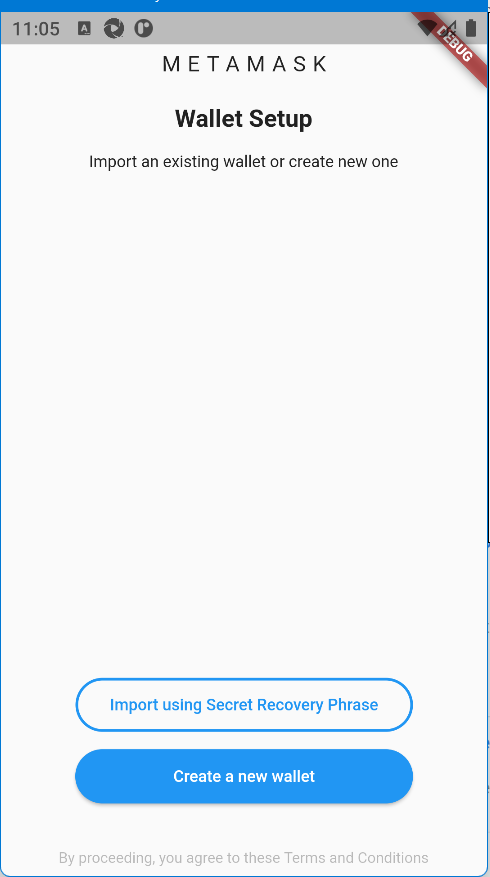 11:05
A
DEBUG
METAMASK
Wallet Setup
Import an existing wallet or create new one
Import using Secret Recovery Phrase
Create a new wallet
By proceeding, you agree to these Terms and Conditions